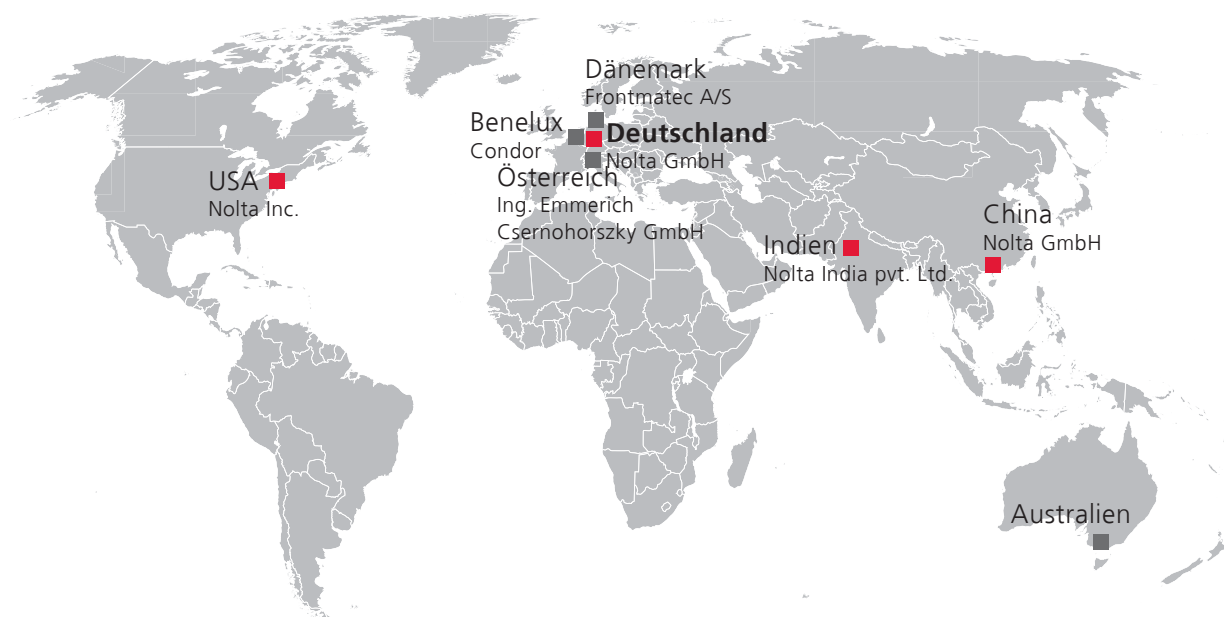 Dänemark
Frontmatec A/S
Benelux
Condor
Deutschland
Nolta GmbH
Österreich
Ing. Emmerich
Csernohorszky GmbH
USA
Nolta Inc.
Indien
Nolta India pvt. Ltd.
China
Nolta GmbH
Australien